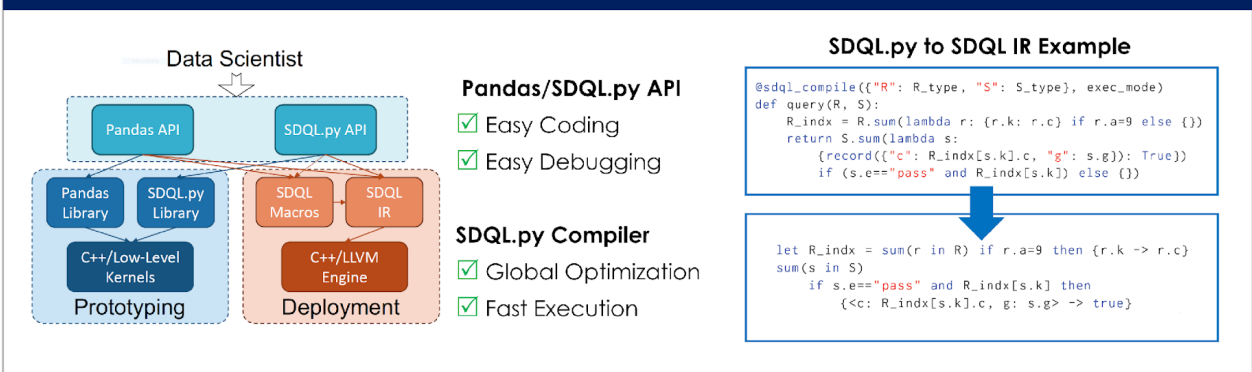 Data Scientist
Pandas API
SDQL.py API
Pandas
Library
SDQL.py
Library
SDQL
Macros
SDQL
IR
C++/Low-Level
Kernels
C++/LLVM
Engine
Prototyping
Deployment
Pandas/SDQL.py API
☑ Easy Coding
☑ Easy Debugging
SDQL.py Compiler
☑ Global Optimization
☑ Fast Execution
SDQL.py to SDQL IR Example
@sdql_compile({"R": R_type, "S": S_type}, exec_mode)
def query(R, S):
    R_indx = R.sum(lambda r: {r.k: r.c} if r.a=9 else {})
    return S.sum(lambda s:
        {record({"c": R_indx[s.k].c, "g": s.g}): True})
        if (s.e=="pass" and R_indx[s.k]) else {})
let R_indx = sum(r in R) if r.a=9 then {r.k -> r.c}
sum(s in S)
    if s.e=="pass" and R_indx[s.k] then
        {<c: R_indx[s.k].c, g: s.g> -> true}